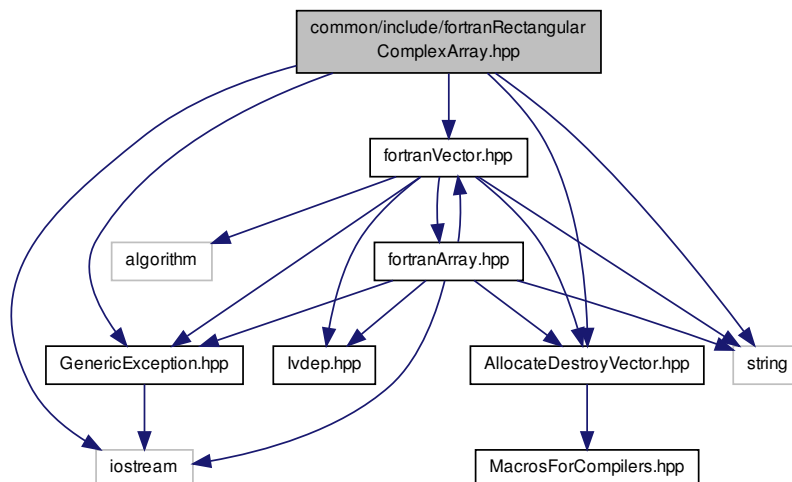 common/include/fortranRectangular
ComplexArray.hpp
fortranVector.hpp
algorithm
fortranArray.hpp
GenericException.hpp
Ivdep.hpp
AllocateDestroyVector.hpp
string
iostream
MacrosForCompilers.hpp